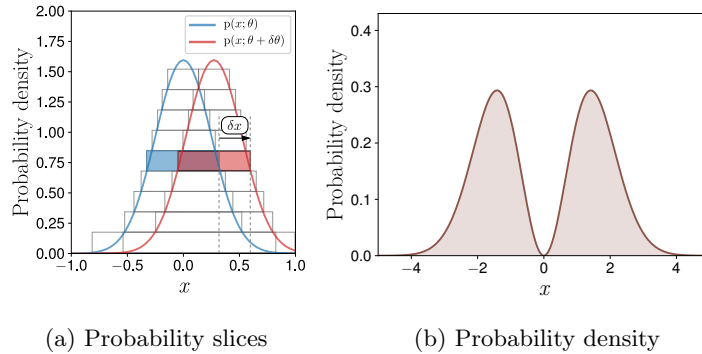 p(x; θ)
p(x; θ + δθ)
δx
Probability density
2.00
1.75
1.50
1.25
1.00
0.75
0.50
0.25
0.00
−1.0 −0.5 0.0 0.5 1.0
x
(a) Probability slices
Probability density
0.4
0.3
0.2
0.1
0.0
−4 −2 0 2 4
x
(b) Probability density